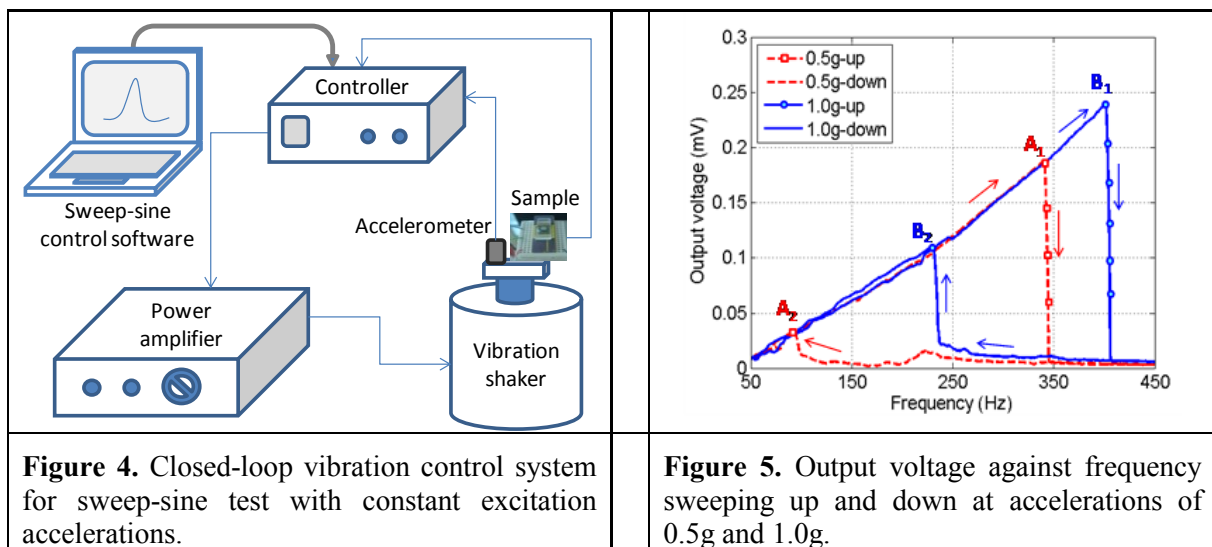 Controller
Sweep-sine
control software
Accelerometer
Sample
Power
amplifier
Vibration
shaker
Figure 4. Closed-loop vibration control system
for sweep-sine test with constant excitation
accelerations.
0.3
0.25
0.2
0.15
0.1
0.05
0
Output voltage (mV)
0.5g-up
0.5g-down
1.0g-up
1.0g-down
A1
B1
A2
B2
50
150
250
350
450
Frequency (Hz)
Figure 5. Output voltage against frequency
sweeping up and down at accelerations of
0.5g and 1.0g.